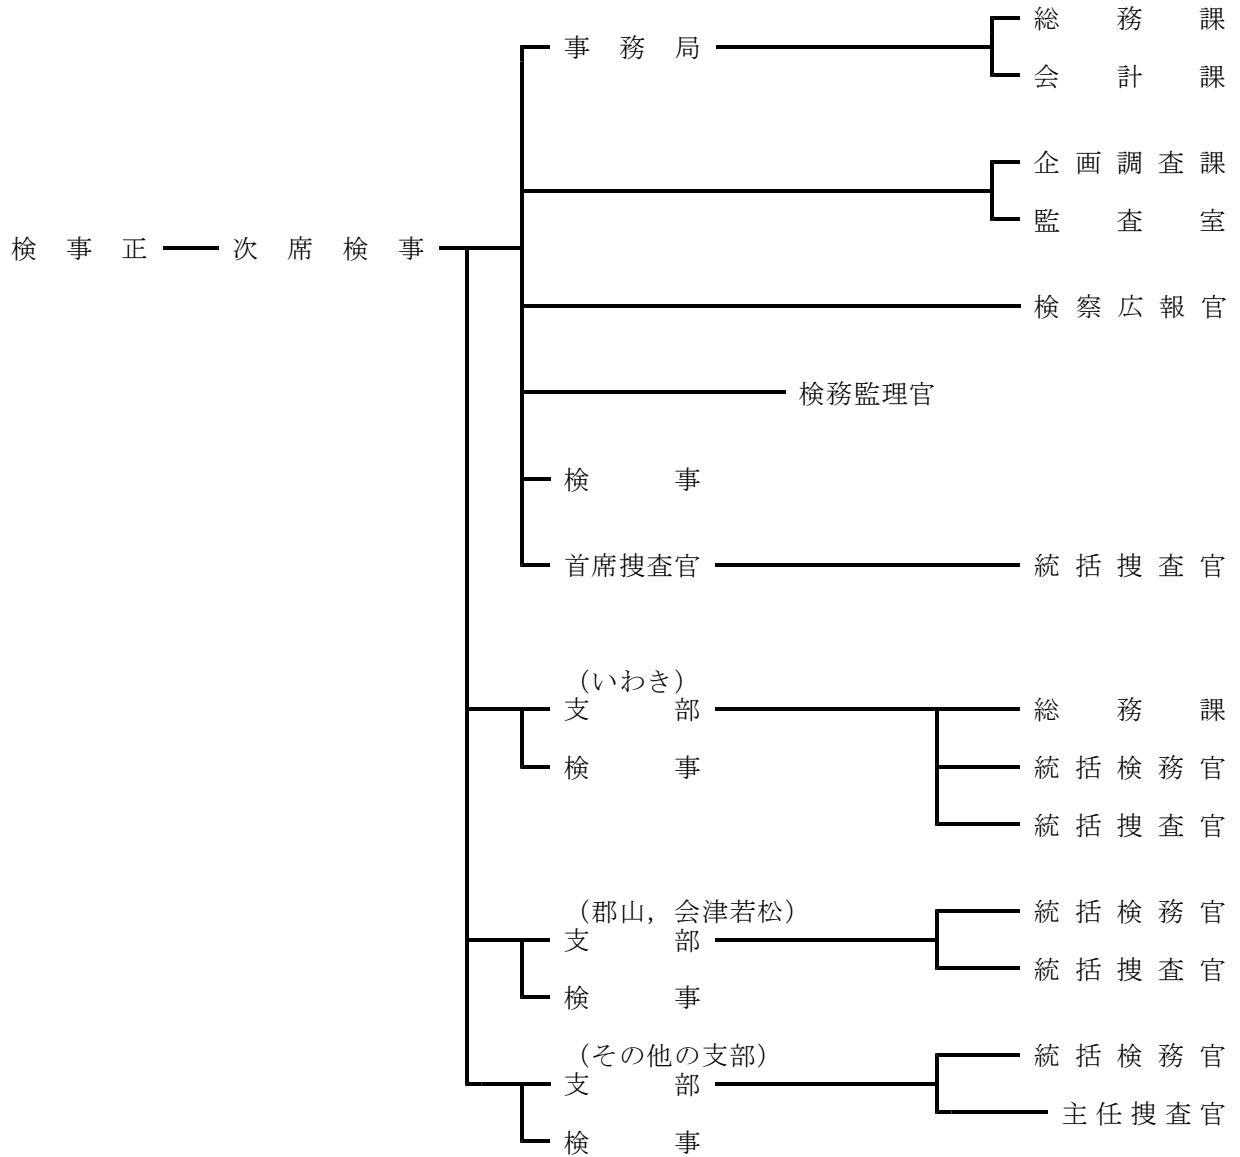 総務課
事務局
会計課
企画調査課
監査室
検事正 次席検事
検察広報官
検務監理官
検事
首席捜査官 統括捜査官
（いわき）
支部 総務課
検事 統括検務官
統括捜査官
（郡山，会津若松） 統括検務官
支部
統括捜査官
検事
（その他の支部） 統括検務官
支部
主任捜査官
検事